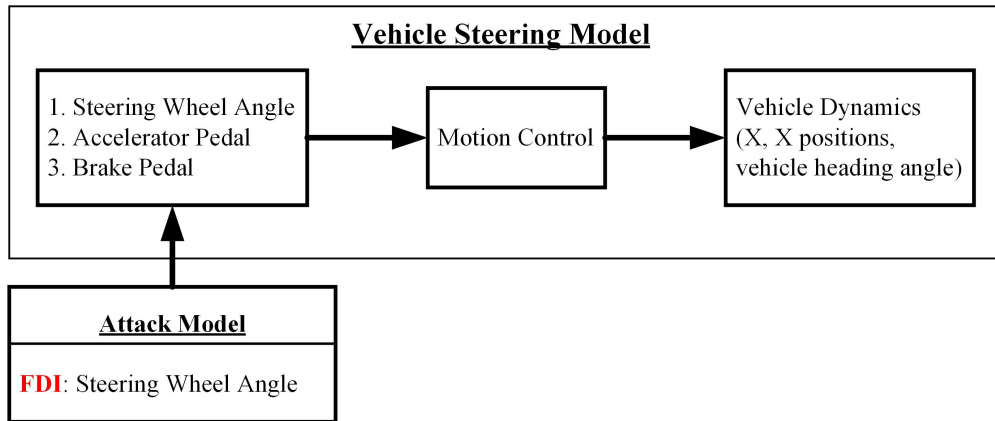 Vehicle Steering Model
1. Steering Wheel Angle
2. Accelerator Pedal
3. Brake Pedal
Motion Control
Vehicle Dynamics
(X, X positions,
vehicle heading angle)
Attack Model
FDI: Steering Wheel Angle